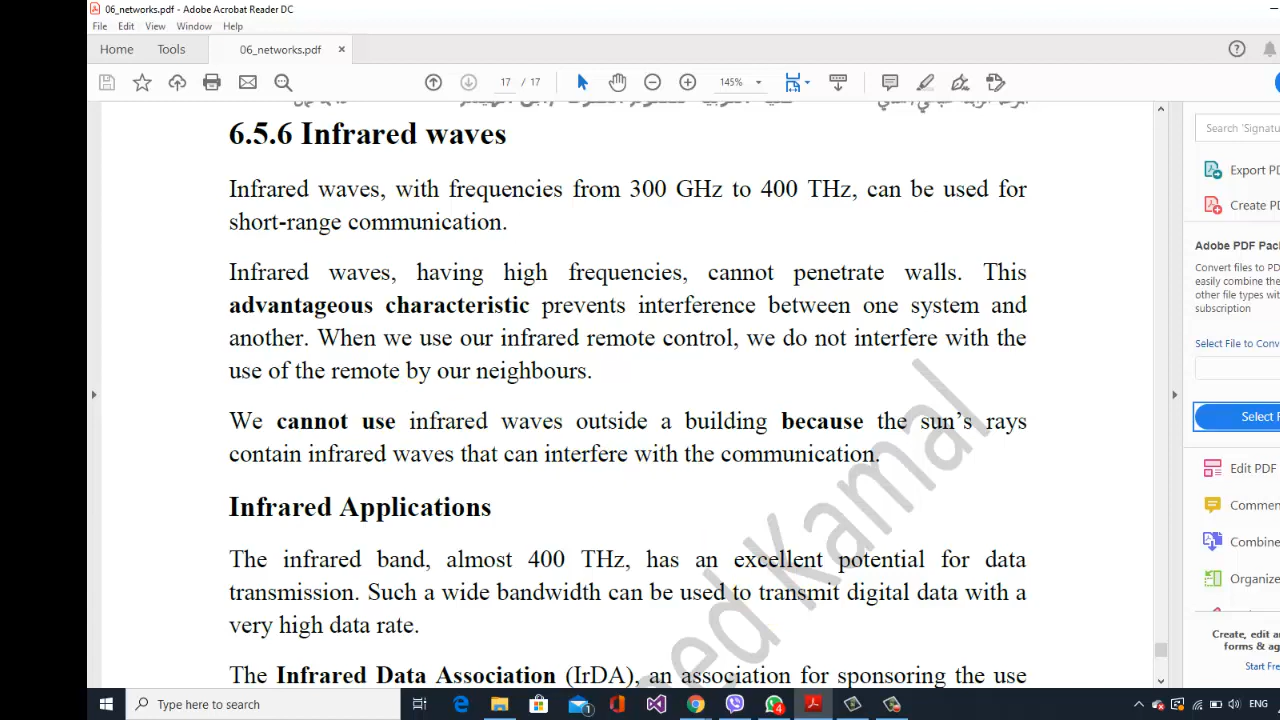 06_networks.pdf - Adobe Acrobat Reader DC
File Edit View Window Help
Home Tools 06_networks.pdf ×
17 / 17 145%
6.5.6 Infrared waves
Infrared waves, with frequencies from 300 GHz to 400 THz, can be used for
short-range communication.
Infrared waves, having high frequencies, cannot penetrate walls. This
advantageous characteristic prevents interference between one system and
another. When we use our infrared remote control, we do not interfere with the
use of the remote by our neighbours.
We cannot use infrared waves outside a building because the sun's rays
contain infrared waves that can interfere with the communication.
Infrared Applications
The infrared band, almost 400 THz, has an excellent potential for data
transmission. Such a wide bandwidth can be used to transmit digital data with a
very high data rate.
The Infrared Data Association (IrDA), an association for sponsoring the use
Kamal
Search 'Signatu
Export PD
Create PD
Adobe PDF Pack
Convert files to PD
easily combine the
other file types wit
subscription
Select File to Conv
Select F
Edit PDF
Commen
Combine
Organize
Create, edit an
forms & ag
Start Fre
Type here to search
1
4
ENG